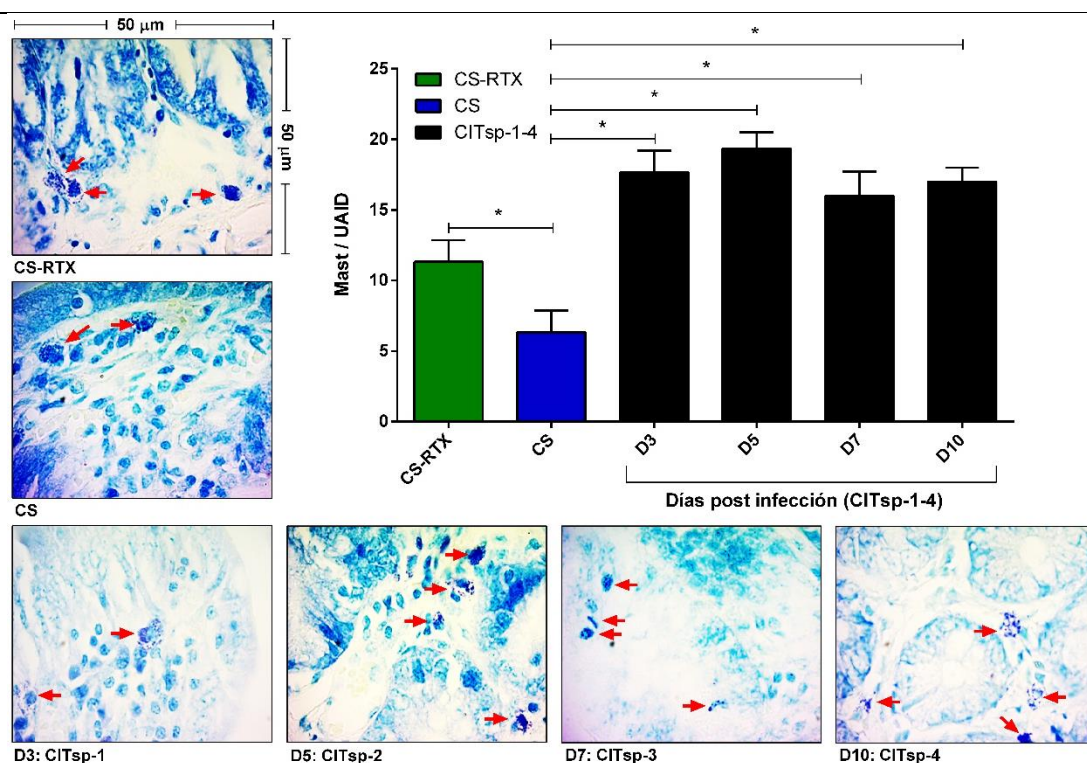 50 µm
50 µm
CS-RTX
CS
*
*
*
*
*
CS-RTX
CS
CITsp-1-4
25
20
15
10
5
0
Mast / UAID
CS-RTX
CS
D3
D5
D7
D10
Días post infección (CITsp-1-4)
D3: CITsp-1
D5: CITsp-2
D7: CITsp-3
D10: CITsp-4